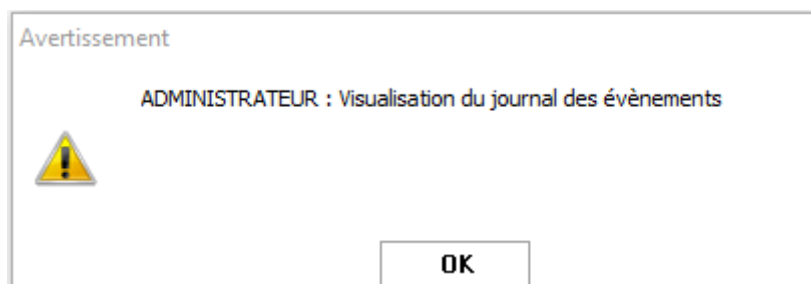 Avertissement
ADMINISTRATEUR : Visualisation du journal des évènements
OK